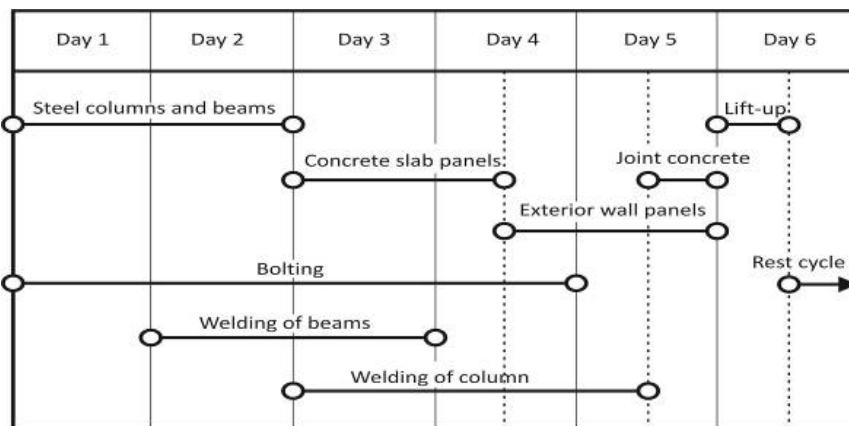 Day 1 Day 2 Day 3 Day 4 Day 5 Day 6
Steel columns and beams Lift-up
Concrete slab panels Joint concrete
Exterior wall panels
Bolting Rest cycle
Welding of beams
Welding of column